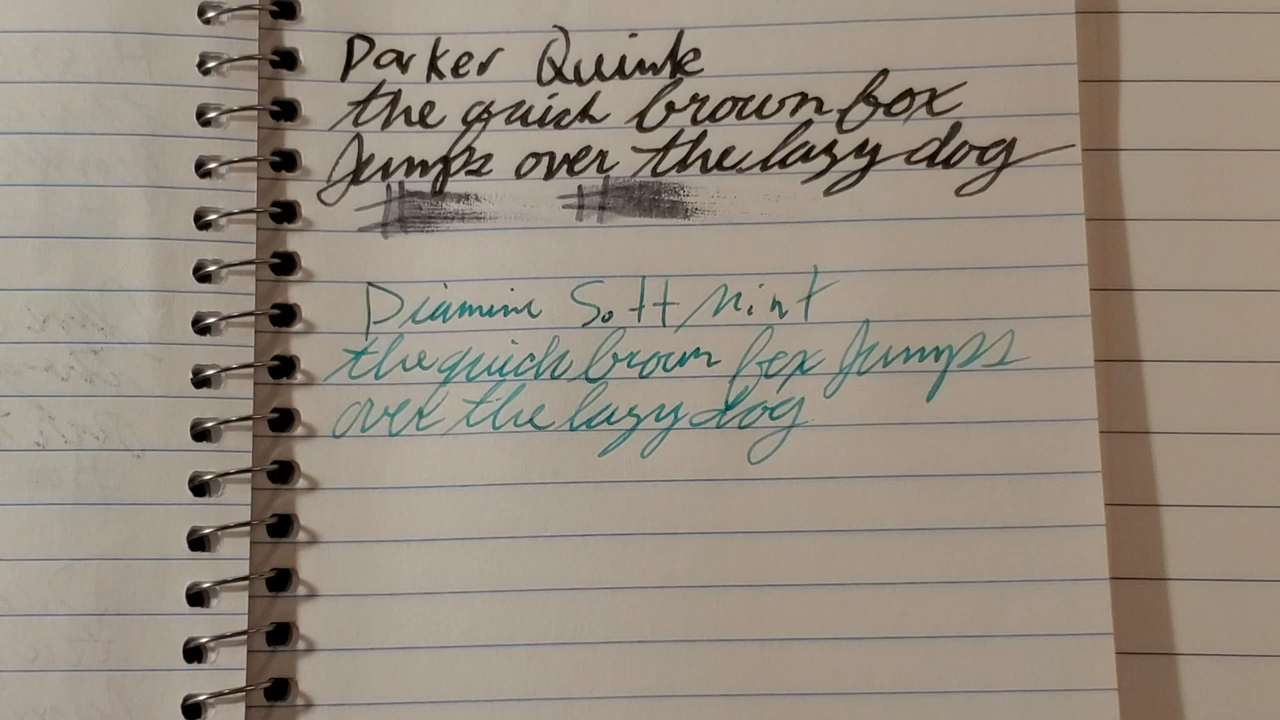 Parker Quink
the quick brown fox
Jumps over the lazy dog
Diamine Soft Mint
the quick brown fox Jumps
over the lazy dog